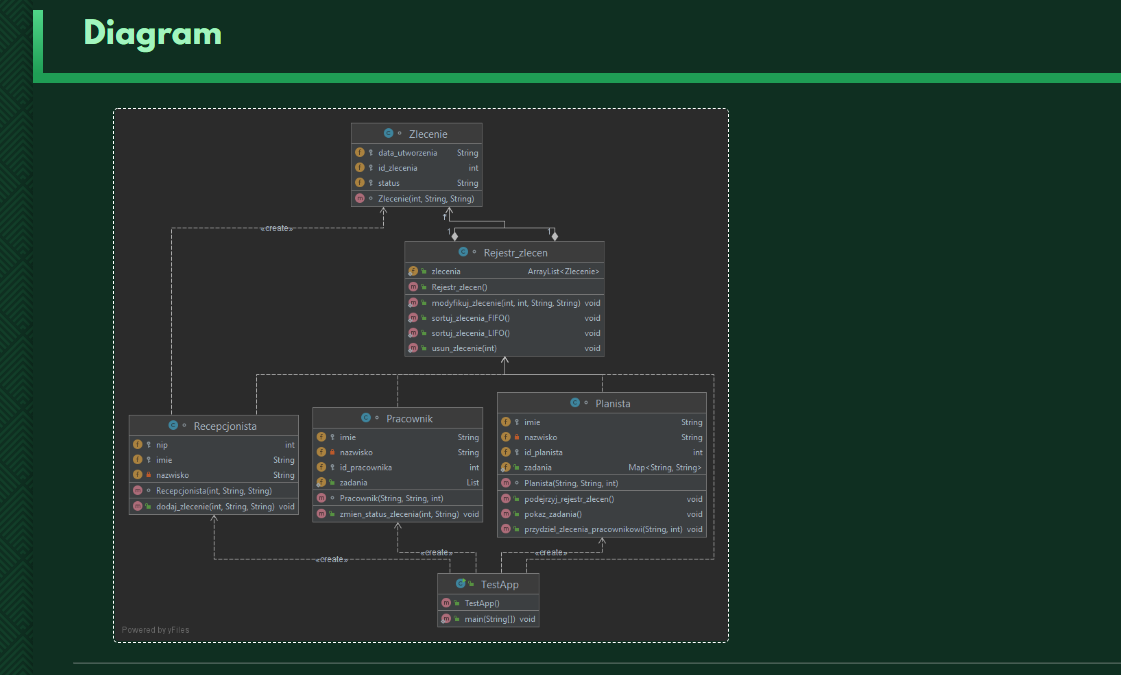 Diagram
Zlecenie
data_utworzenia String
id_zlecenia int
status String
Zlecenie(int, String, String)
«create»
1
1
1
Rejestr_zlecen
zlecenia ArrayList<Zlecenie>
Rejestr_zlecen()
modyfikuj_zlecenie(int, int, String, String) void
sortuj_zlecenia_FIFO() void
sortuj_zlecenia_LIFO() void
usun_zlecenie(int) void
Recepcjonista
nip int
imie String
nazwisko String
Recepcjonista(int, String, String)
dodaj_zlecenie(int, String, String) void
Pracownik
imie String
nazwisko String
id_pracownika int
zadania List
Pracownik(String, String, int)
zmien_status_zlecenia(int, String) void
Planista
imie String
nazwisko String
id_planista int
zadania Map<String, String>
Planista(String, String, int)
podejrzyj_rejestr_zlecen() void
pokaz_zadania() void
przydziel_zlecenia_pracownikowi(String, int) void
«create»
«create»
«create»
TestApp
TestApp()
main(String[]) void
Powered by yFiles